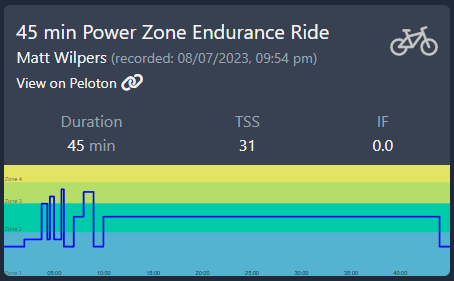 45 min Power Zone Endurance Ride
Matt Wilpers (recorded: 08/07/2023, 09:54 pm)
View on Peloton
Duration TSS IF
45 min 31 0.0
Zone 4
Zone 3
Zone 2
Zone 1 05:00 10:00 15:00 20:00 25:00 30:00 35:00 40:00